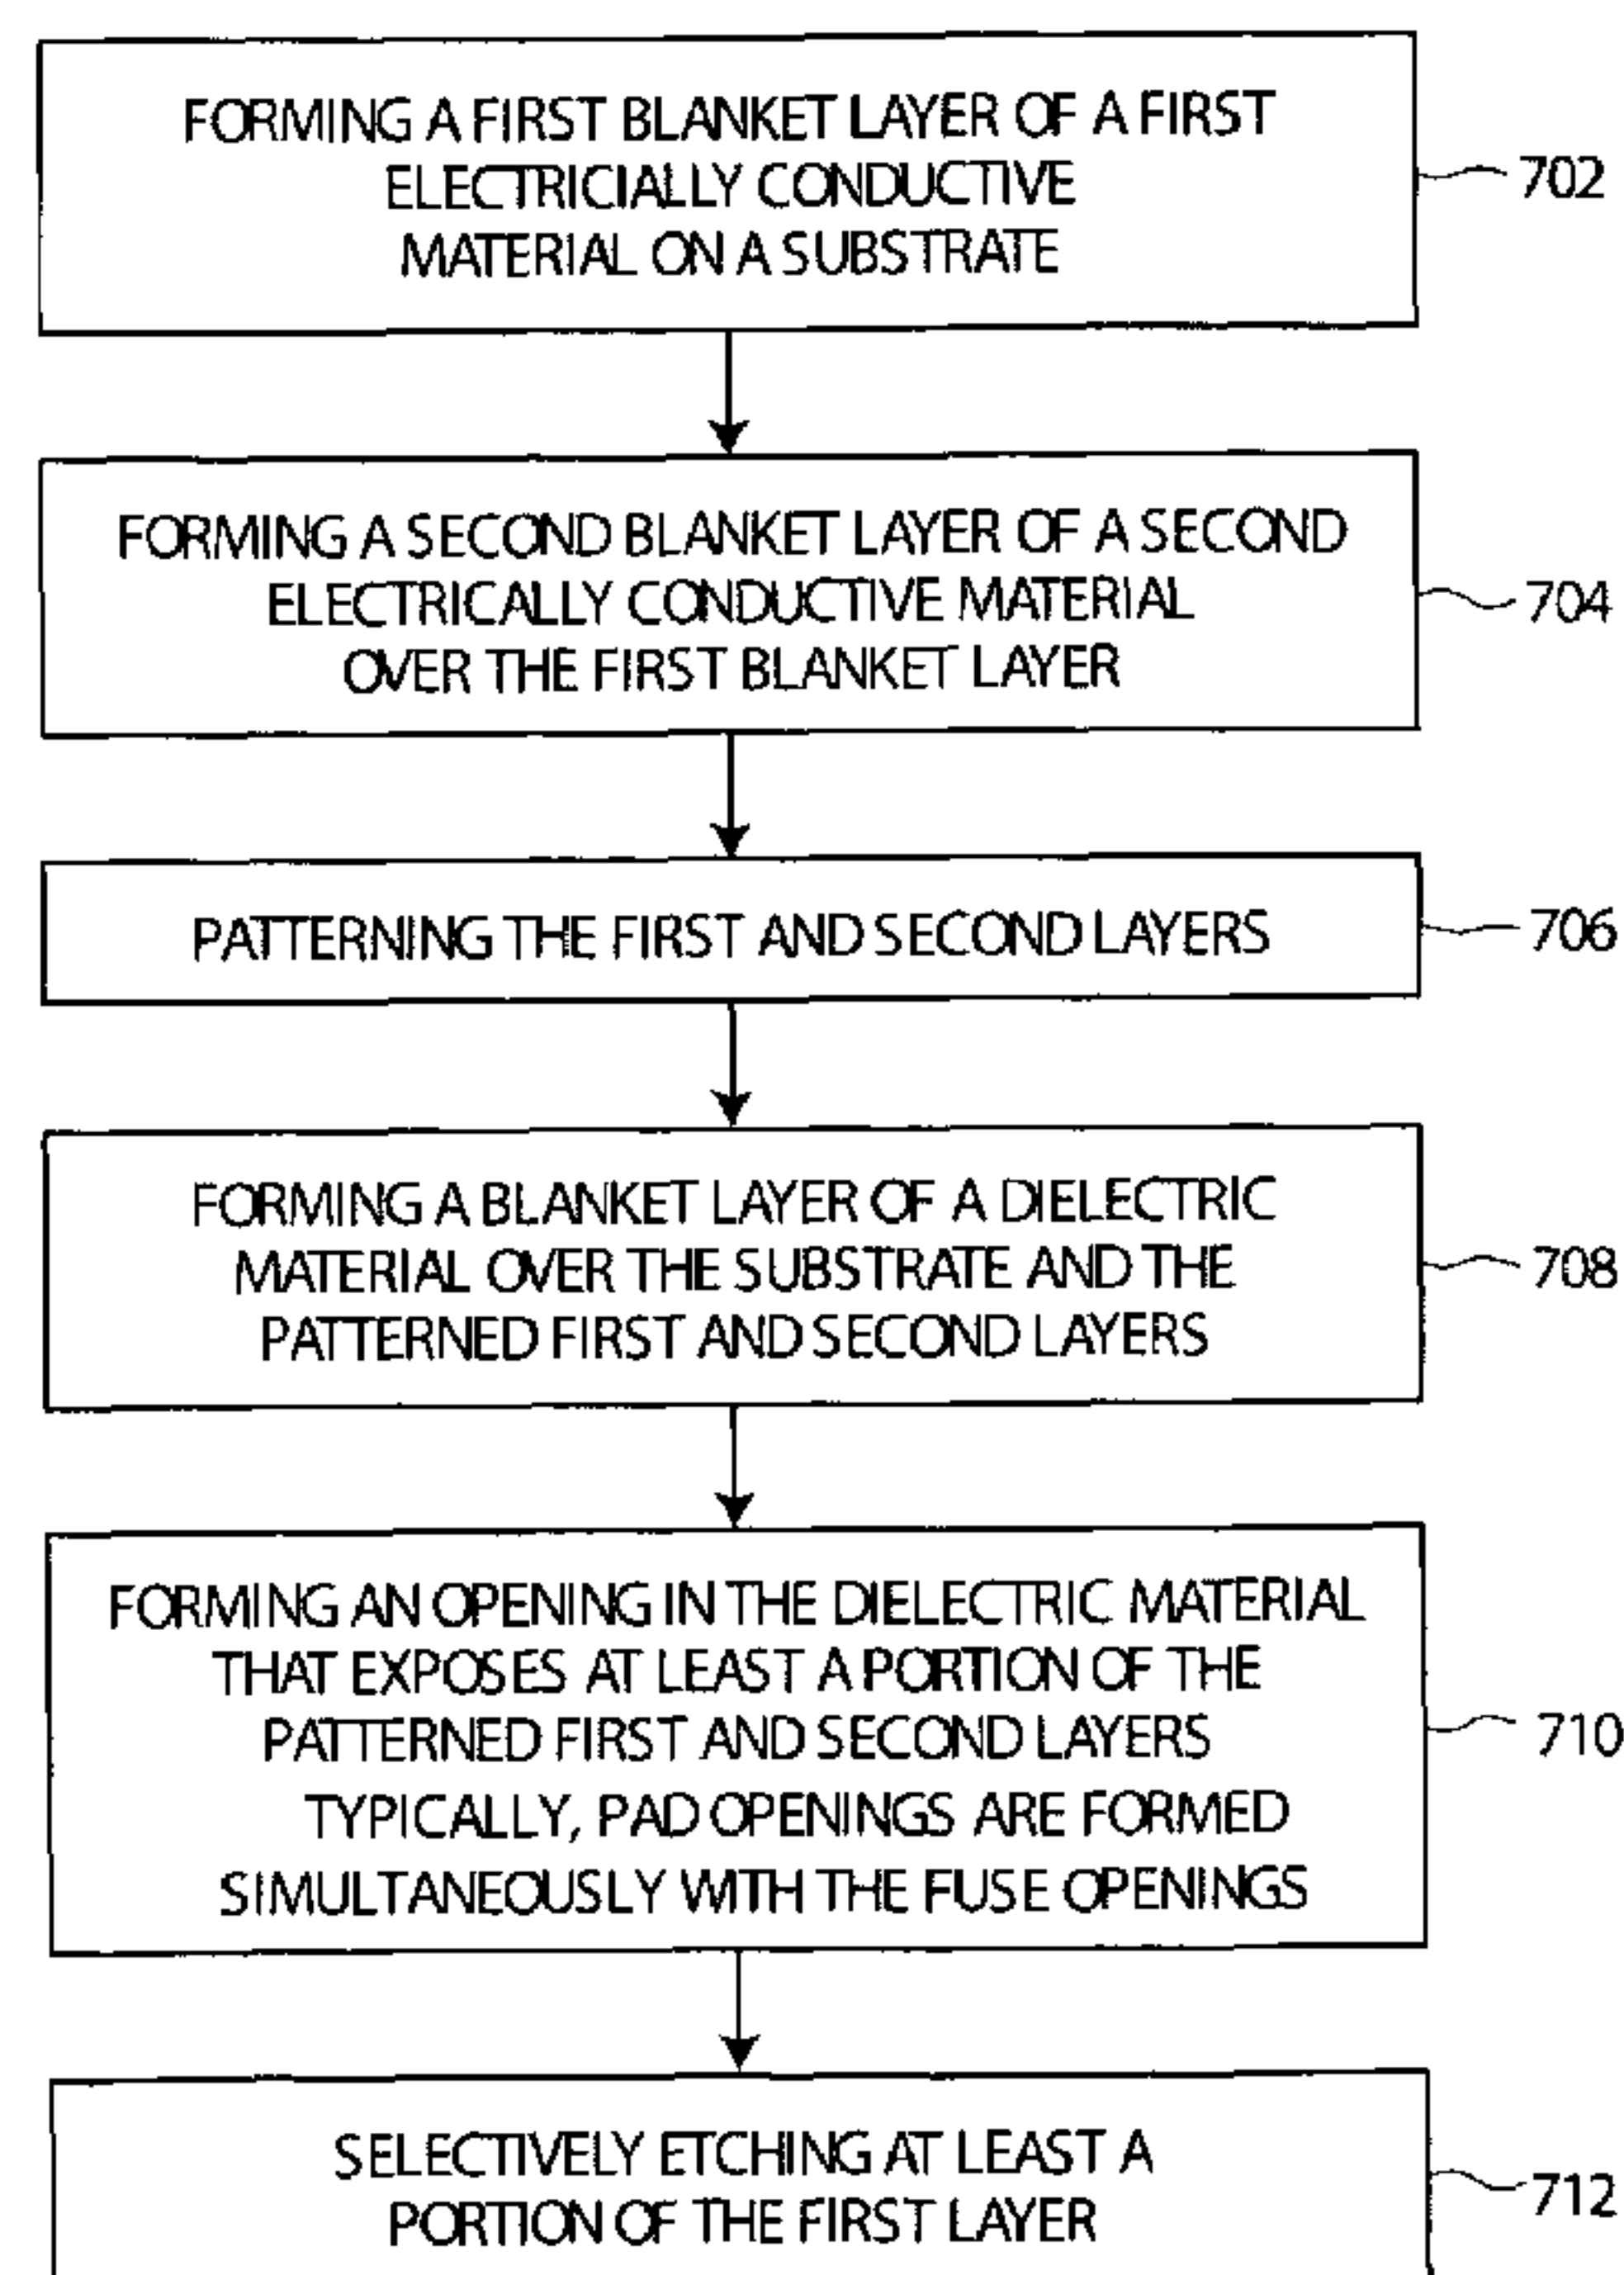 FORMING A FIRST BLANKET LAYER OF A FIRST
ELECTRICIALLY CONDUCTIVE
MATERIAL ON A SUBSTRATE
702
FORMING A SECOND BLANKET LAYER OF A SECOND
ELECTRICALLY CONDUCTIVE MATERIAL
OVER THE FIRST BLANKET LAYER
704
PATTERNING THE FIRST AND SECOND LAYERS
706
FORMING A BLANKET LAYER OF A DIELECTRIC
MATERIAL OVER THE SUBSTRATE AND THE
PATTERNED FIRST AND SECOND LAYERS
708
FORMING AN OPENING IN THE DIELECTRIC MATERIAL
THAT EXPOSES AT LEAST A PORTION OF THE
PATTERNED FIRST AND SECOND LAYERS
TYPICALLY, PAD OPENINGS ARE FORMED
SIMULTANEOUSLY WITH THE FUSE OPENINGS
710
SELECTIVELY ETCHING AT LEAST A
PORTION OF THE FIRST LAYER
712